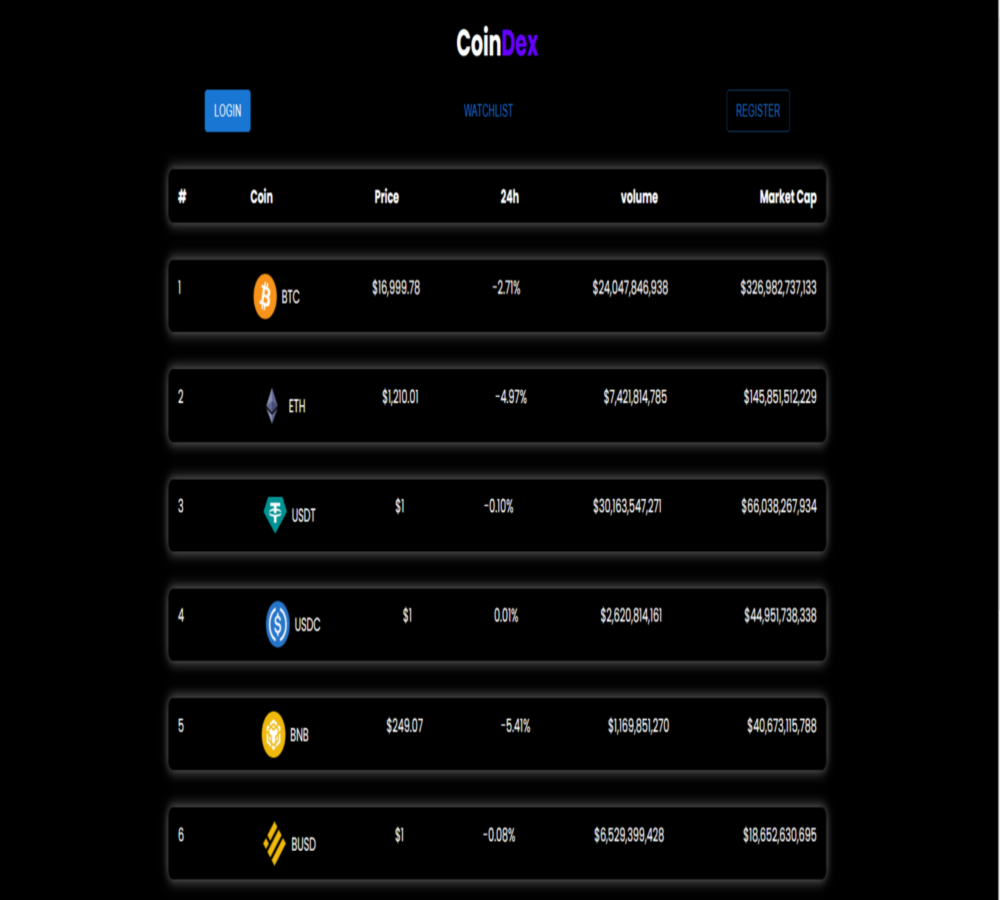 CoinDex
LOGIN WATCHLIST REGISTER
# Coin Price 24h volume Market Cap
1 BTC $16,999.78 -2.71% $24,047,846,938 $326,982,737,133
2 ETH $1,210.01 -4.97% $7,421,814,785 $145,851,512,229
3 USDT $1 -0.10% $30,163,547,271 $66,038,267,934
4 USDC $1 0.01% $2,620,814,161 $44,951,738,338
5 BNB $249.07 -5.41% $1,169,851,270 $40,673,115,788
6 BUSD $1 -0.08% $6,529,399,428 $18,652,630,695